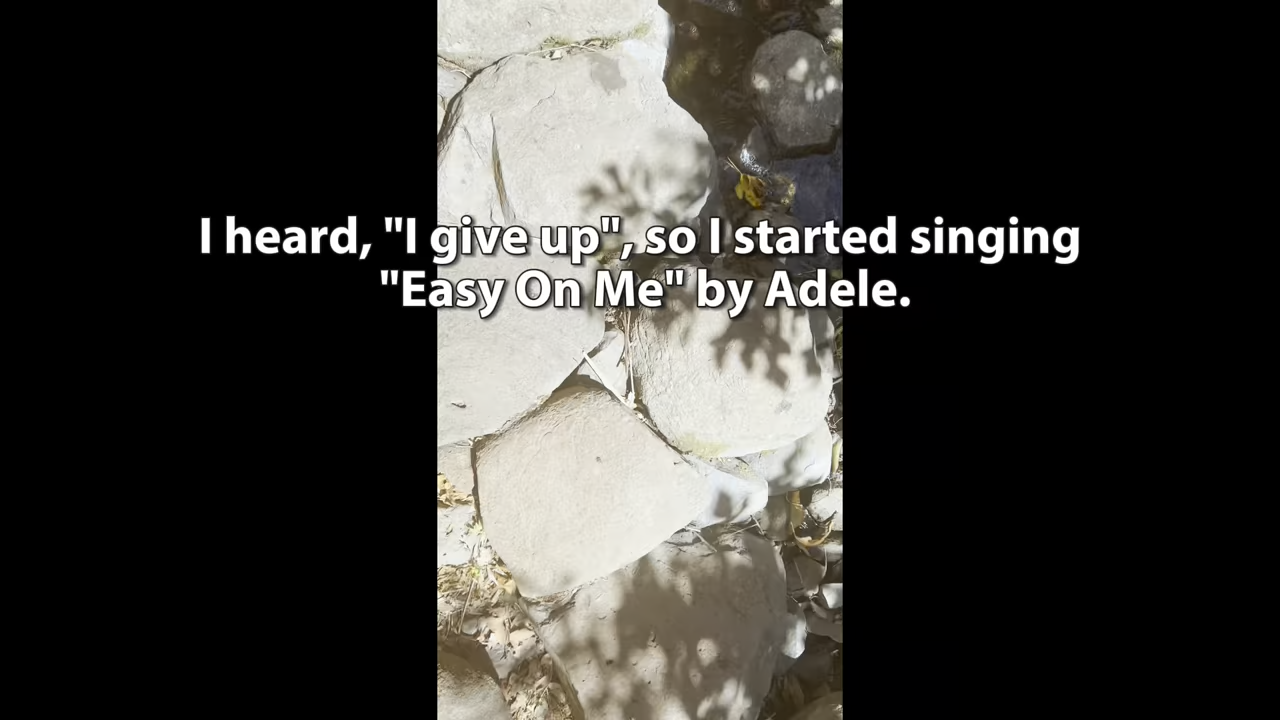 I heard, "I give up", so I started singing
"Easy On Me" by Adele.